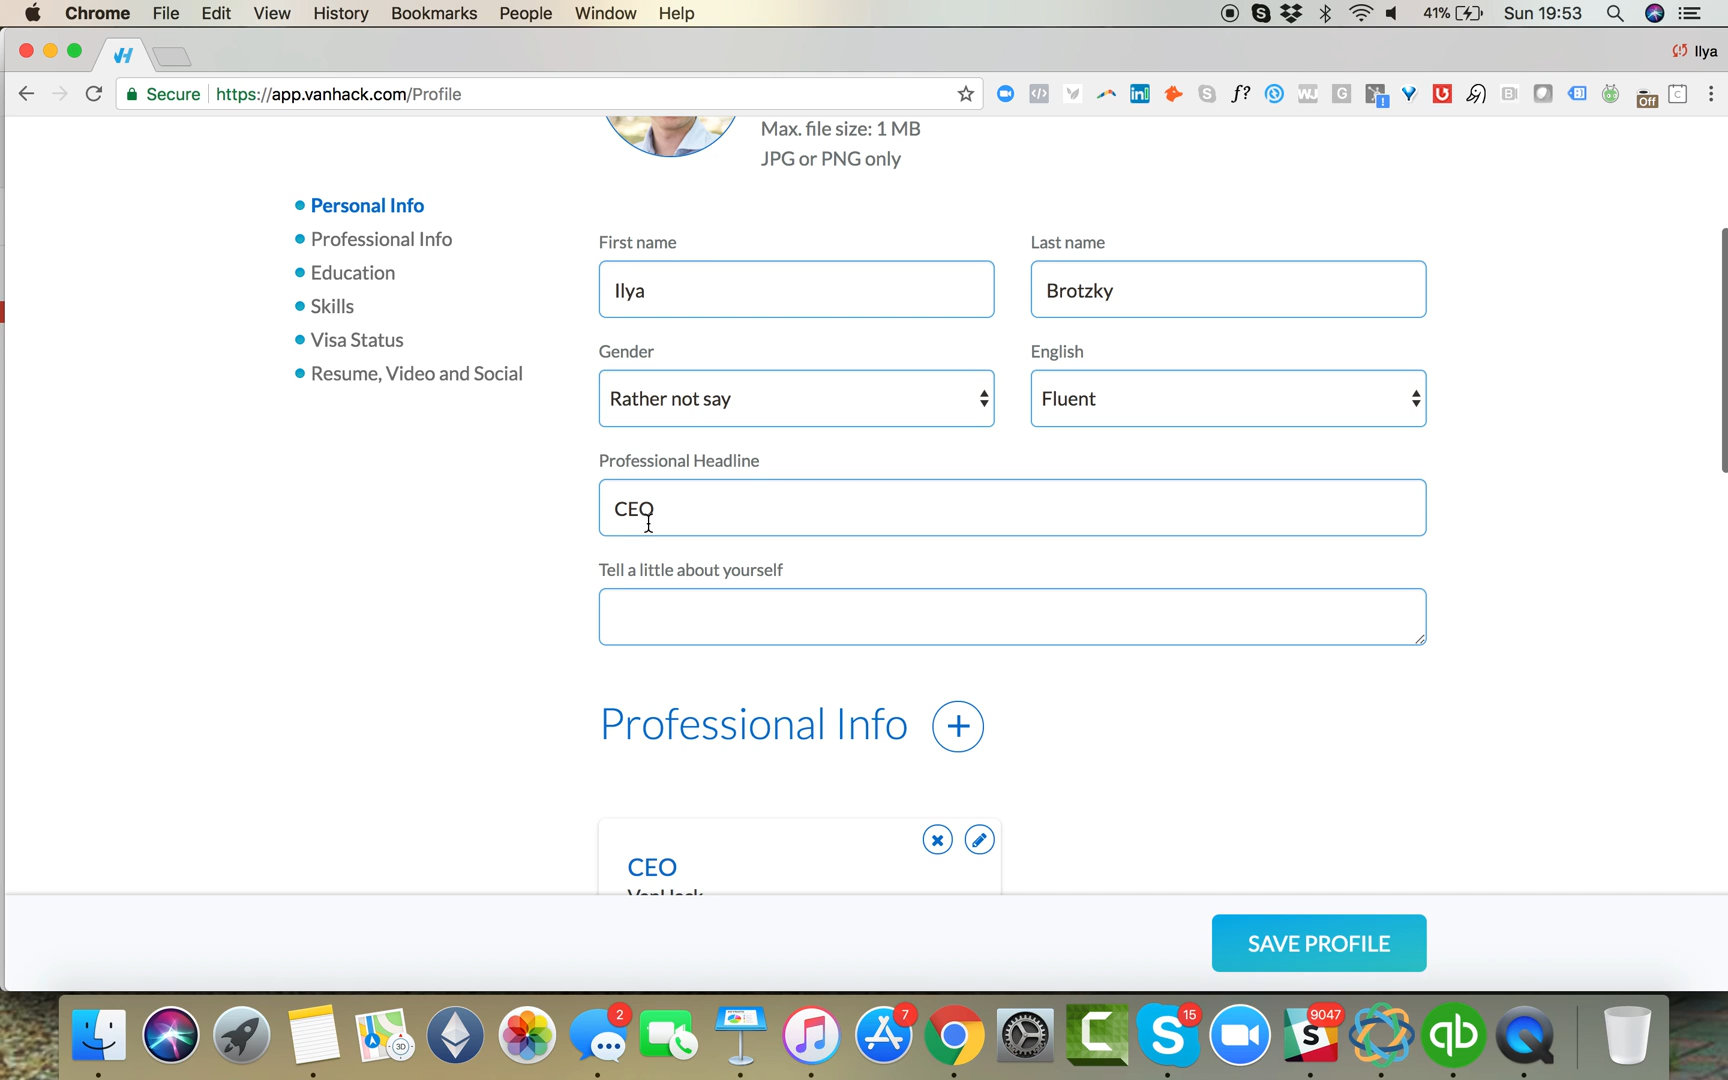 Chrome File Edit View History Bookmarks People Window Help 41% Sun 19:53
Ilya
Secure https://app.vanhack.com/Profile
Off
Max. file size: 1 MB
JPG or PNG only
Personal Info
Professional Info
Education
Skills
Visa Status
Resume, Video and Social
First name Last name
Ilya Brotzky
Gender English
Rather not say Fluent
Professional Headline
CEO
Tell a little about yourself
Professional Info
CEO
VanHack
SAVE PROFILE
2 7 15 9047
3D